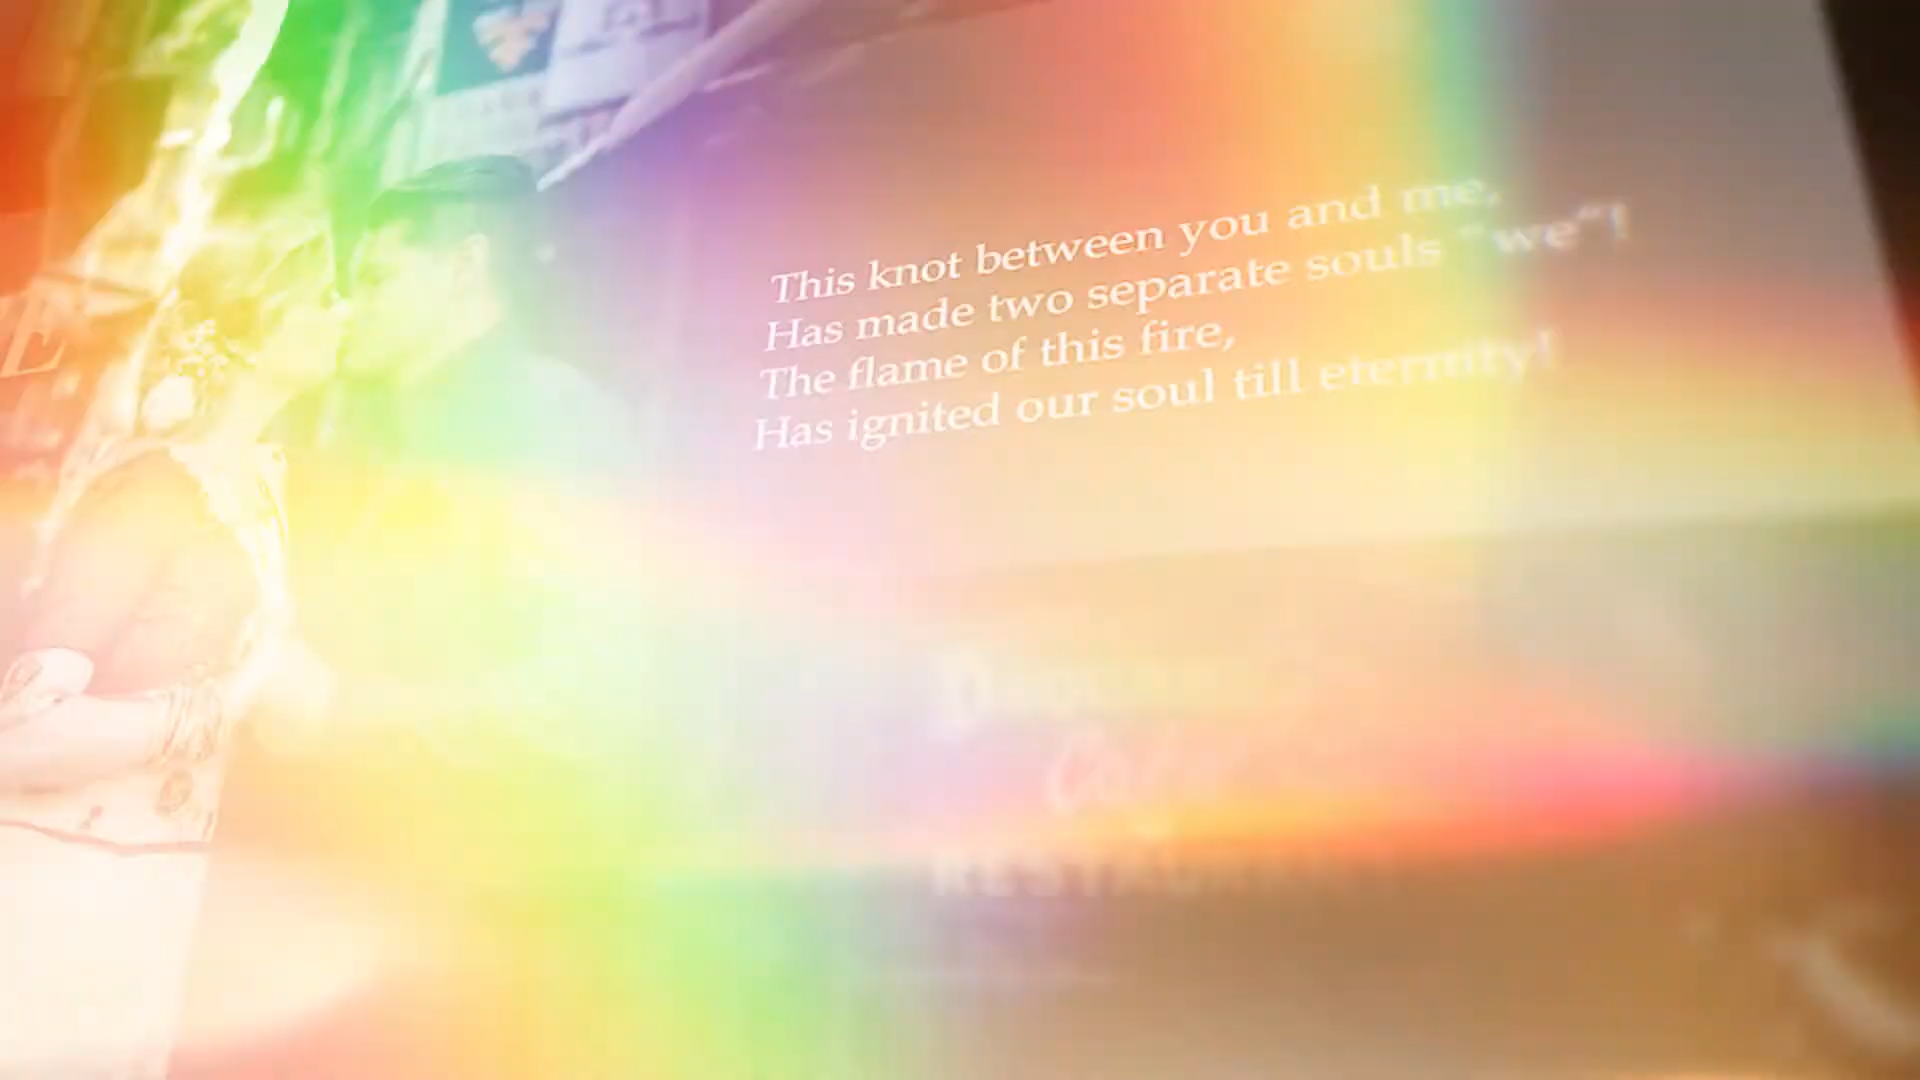 This knot between you and me,
Has made two separate souls "we"!
The flame of this fire,
Has ignited our soul till eternity!
RESTAURANT